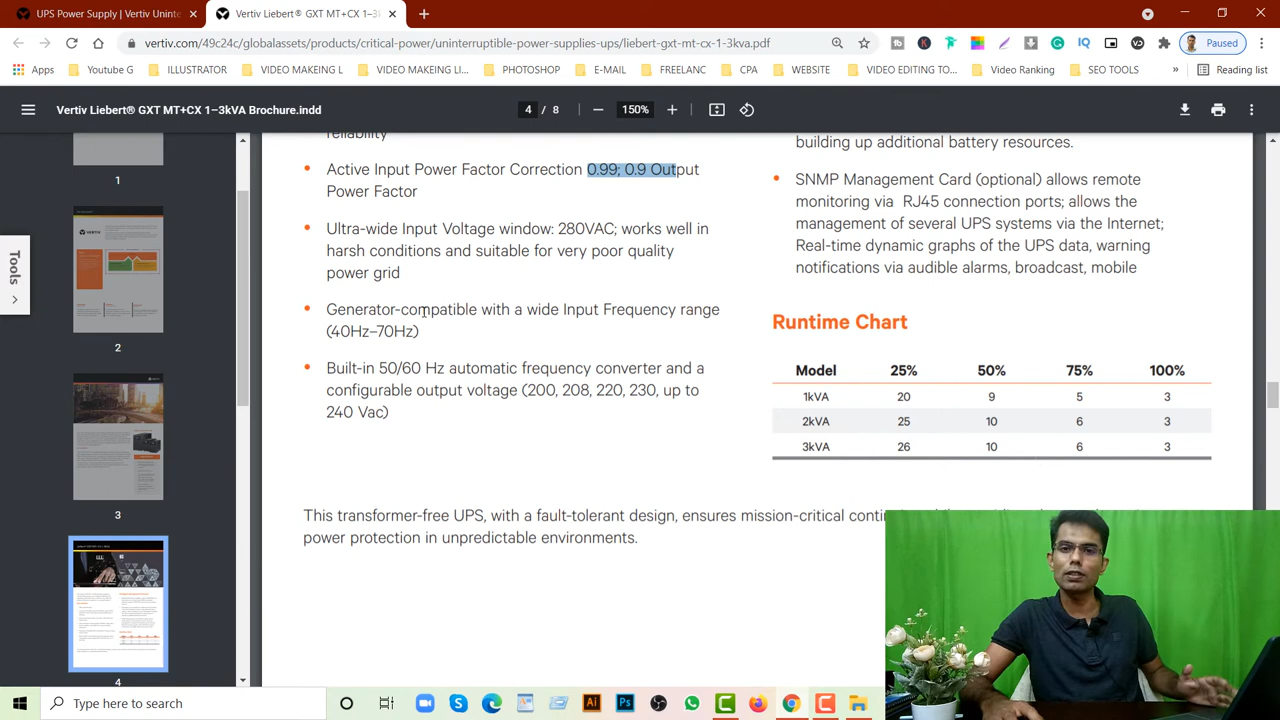 UPS Power Supply | Vertiv Uninte
Vertiv Liebert® GXT MT+CX 1–3
vertiv.com/49c24c/globalassets/products/critical-power/uninterruptible-power-supplies-ups/liebert-gxt-mt-cx-1-3kva.pdf
Paused
Apps
Youtube G
ILLUSTRATOR
VIDEO MAKEING L
VIDEO MAKEING LI...
PHOTOSHOP
E-MAIL
FREELANC
CPA
WEBSITE
VIDEO EDITING TO...
Video Ranking
SEO TOOLS
»
Reading list
Vertiv Liebert® GXT MT+CX 1–3kVA Brochure.indd
4 / 8
150%
Tools
1
2
3
4
reliability
• Active Input Power Factor Correction 0.99; 0.9 Output
Power Factor
• Ultra-wide Input Voltage window: 280VAC; works well in
harsh conditions and suitable for very poor quality
power grid
• Generator-compatible with a wide Input Frequency range
(40Hz–70Hz)
• Built-in 50/60 Hz automatic frequency converter and a
configurable output voltage (200, 208, 220, 230, up to
240 Vac)
building up additional battery resources.
• SNMP Management Card (optional) allows remote
monitoring via RJ45 connection ports; allows the
management of several UPS systems via the Internet;
Real-time dynamic graphs of the UPS data, warning
notifications via audible alarms, broadcast, mobile
Runtime Chart
Model 25% 50% 75% 100%
1kVA 20 9 5 3
2kVA 25 10 6 3
3kVA 26 10 6 3
This transformer-free UPS, with a fault-tolerant design, ensures mission-critical
power protection in unpredictable environments.
Type here to search